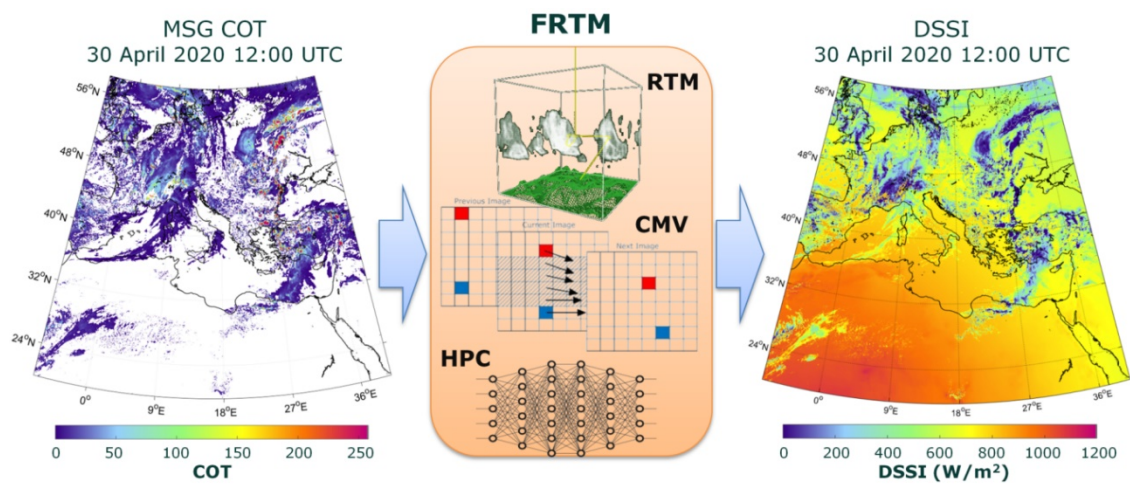 MSG COT
30 April 2020 12:00 UTC
56°N
48°N
40°N
32°N
24°N
0°
9°E
18°E
27°E
36°E
0 50 100 150 200 250
COT
FRTM
RTM
Previous Image
CMV
Current Image
Next Image
HPC
DSSI
30 April 2020 12:00 UTC
56°N
48°N
40°N
32°N
24°N
0°
9°E
18°E
27°E
36°E
0 200 400 600 800 1000 1200
DSSI (W/m²)